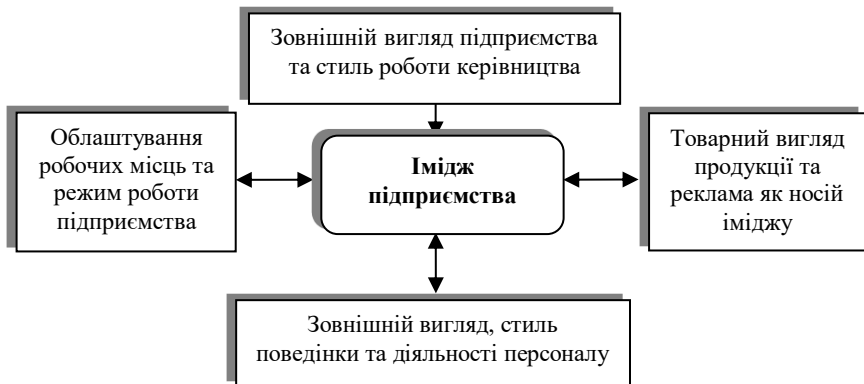 Зовнішній вигляд підприємства
та стиль роботи керівництва
Облаштування
робочих місць та
режим роботи
підприємства
Імідж
підприємства
Товарний вигляд
продукції та
реклама як носій
іміджу
Зовнішній вигляд, стиль
поведінки та діяльності персоналу